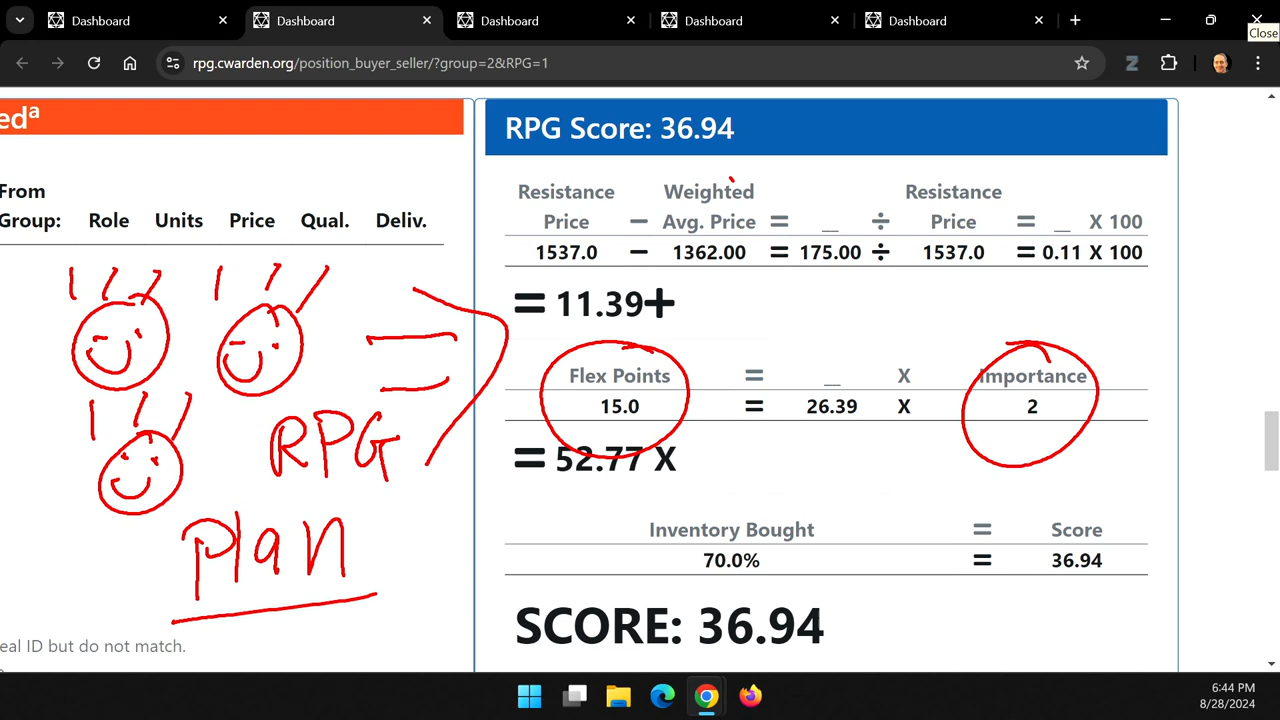 Dashboard
Dashboard
Dashboard
Dashboard
Dashboard
Close
rpg.cwarden.org/position_buyer_seller/?group=2&RPG=1
Z
edª
From
Group: Role Units Price Qual. Deliv.
RPG
plan
eal ID but do not match.
RPG Score: 36.94
Resistance Weighted Resistance
Price − Avg. Price = __ ÷ Price = __ X 100
1537.0 − 1362.00 = 175.00 ÷ 1537.0 = 0.11 X 100
= 11.39+
Flex Points = __ X Importance
15.0 = 26.39 X 2
= 52.77 X
Inventory Bought = Score
70.0% = 36.94
SCORE: 36.94
6:44 PM
8/28/2024